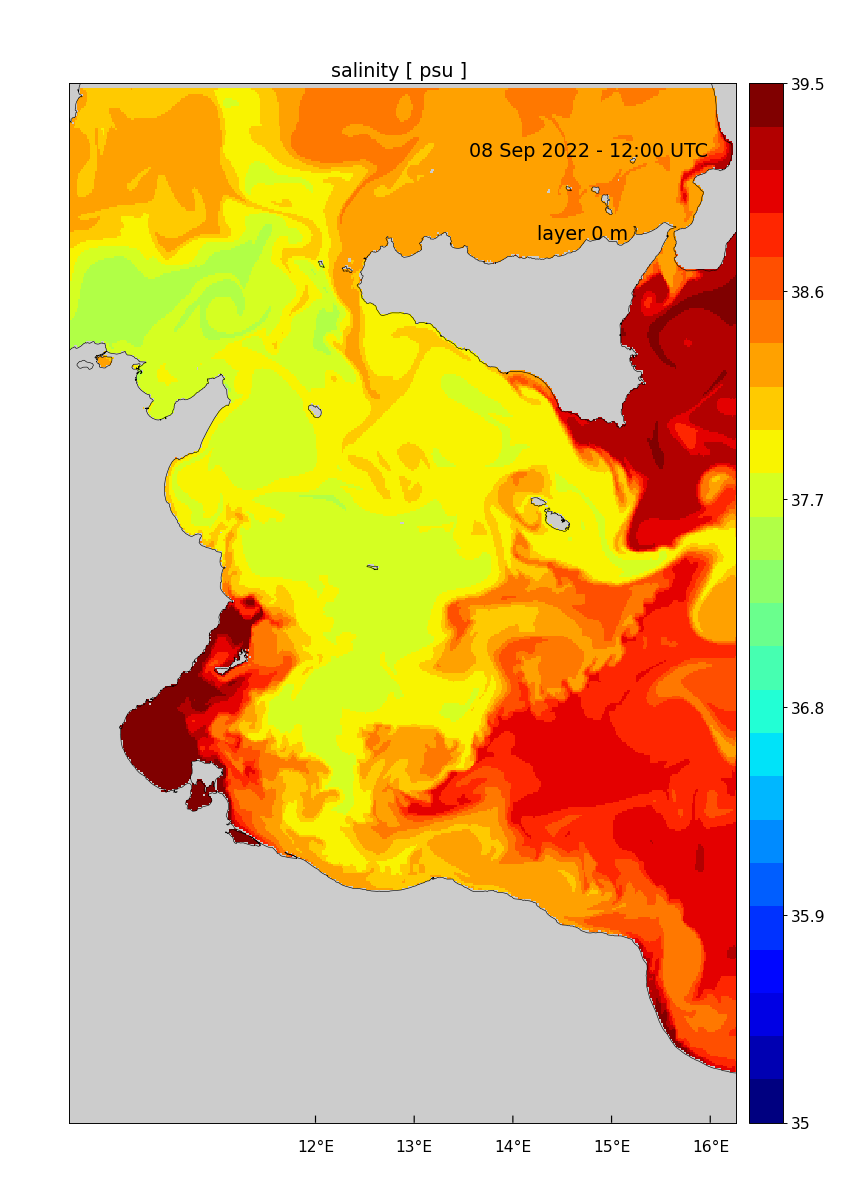 salinity [ psu ]
39.5
08 Sep 2022 - 12:00 UTC
layer 0 m
38.6
37.7
36.8
35.9
35
12°E
13°E
14°E
15°E
16°E